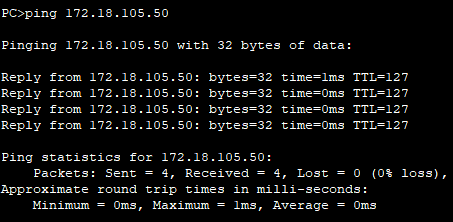 PC>ping 172.18.105.50
Pinging 172.18.105.50 with 32 bytes of data:
Reply from 172.18.105.50: bytes=32 time=1ms TTL=127
Reply from 172.18.105.50: bytes=32 time=0ms TTL=127
Reply from 172.18.105.50: bytes=32 time=0ms TTL=127
Reply from 172.18.105.50: bytes=32 time=0ms TTL=127
Ping statistics for 172.18.105.50:
    Packets: Sent = 4, Received = 4, Lost = 0 (0% loss),
Approximate round trip times in milli-seconds:
    Minimum = 0ms, Maximum = 1ms, Average = 0ms